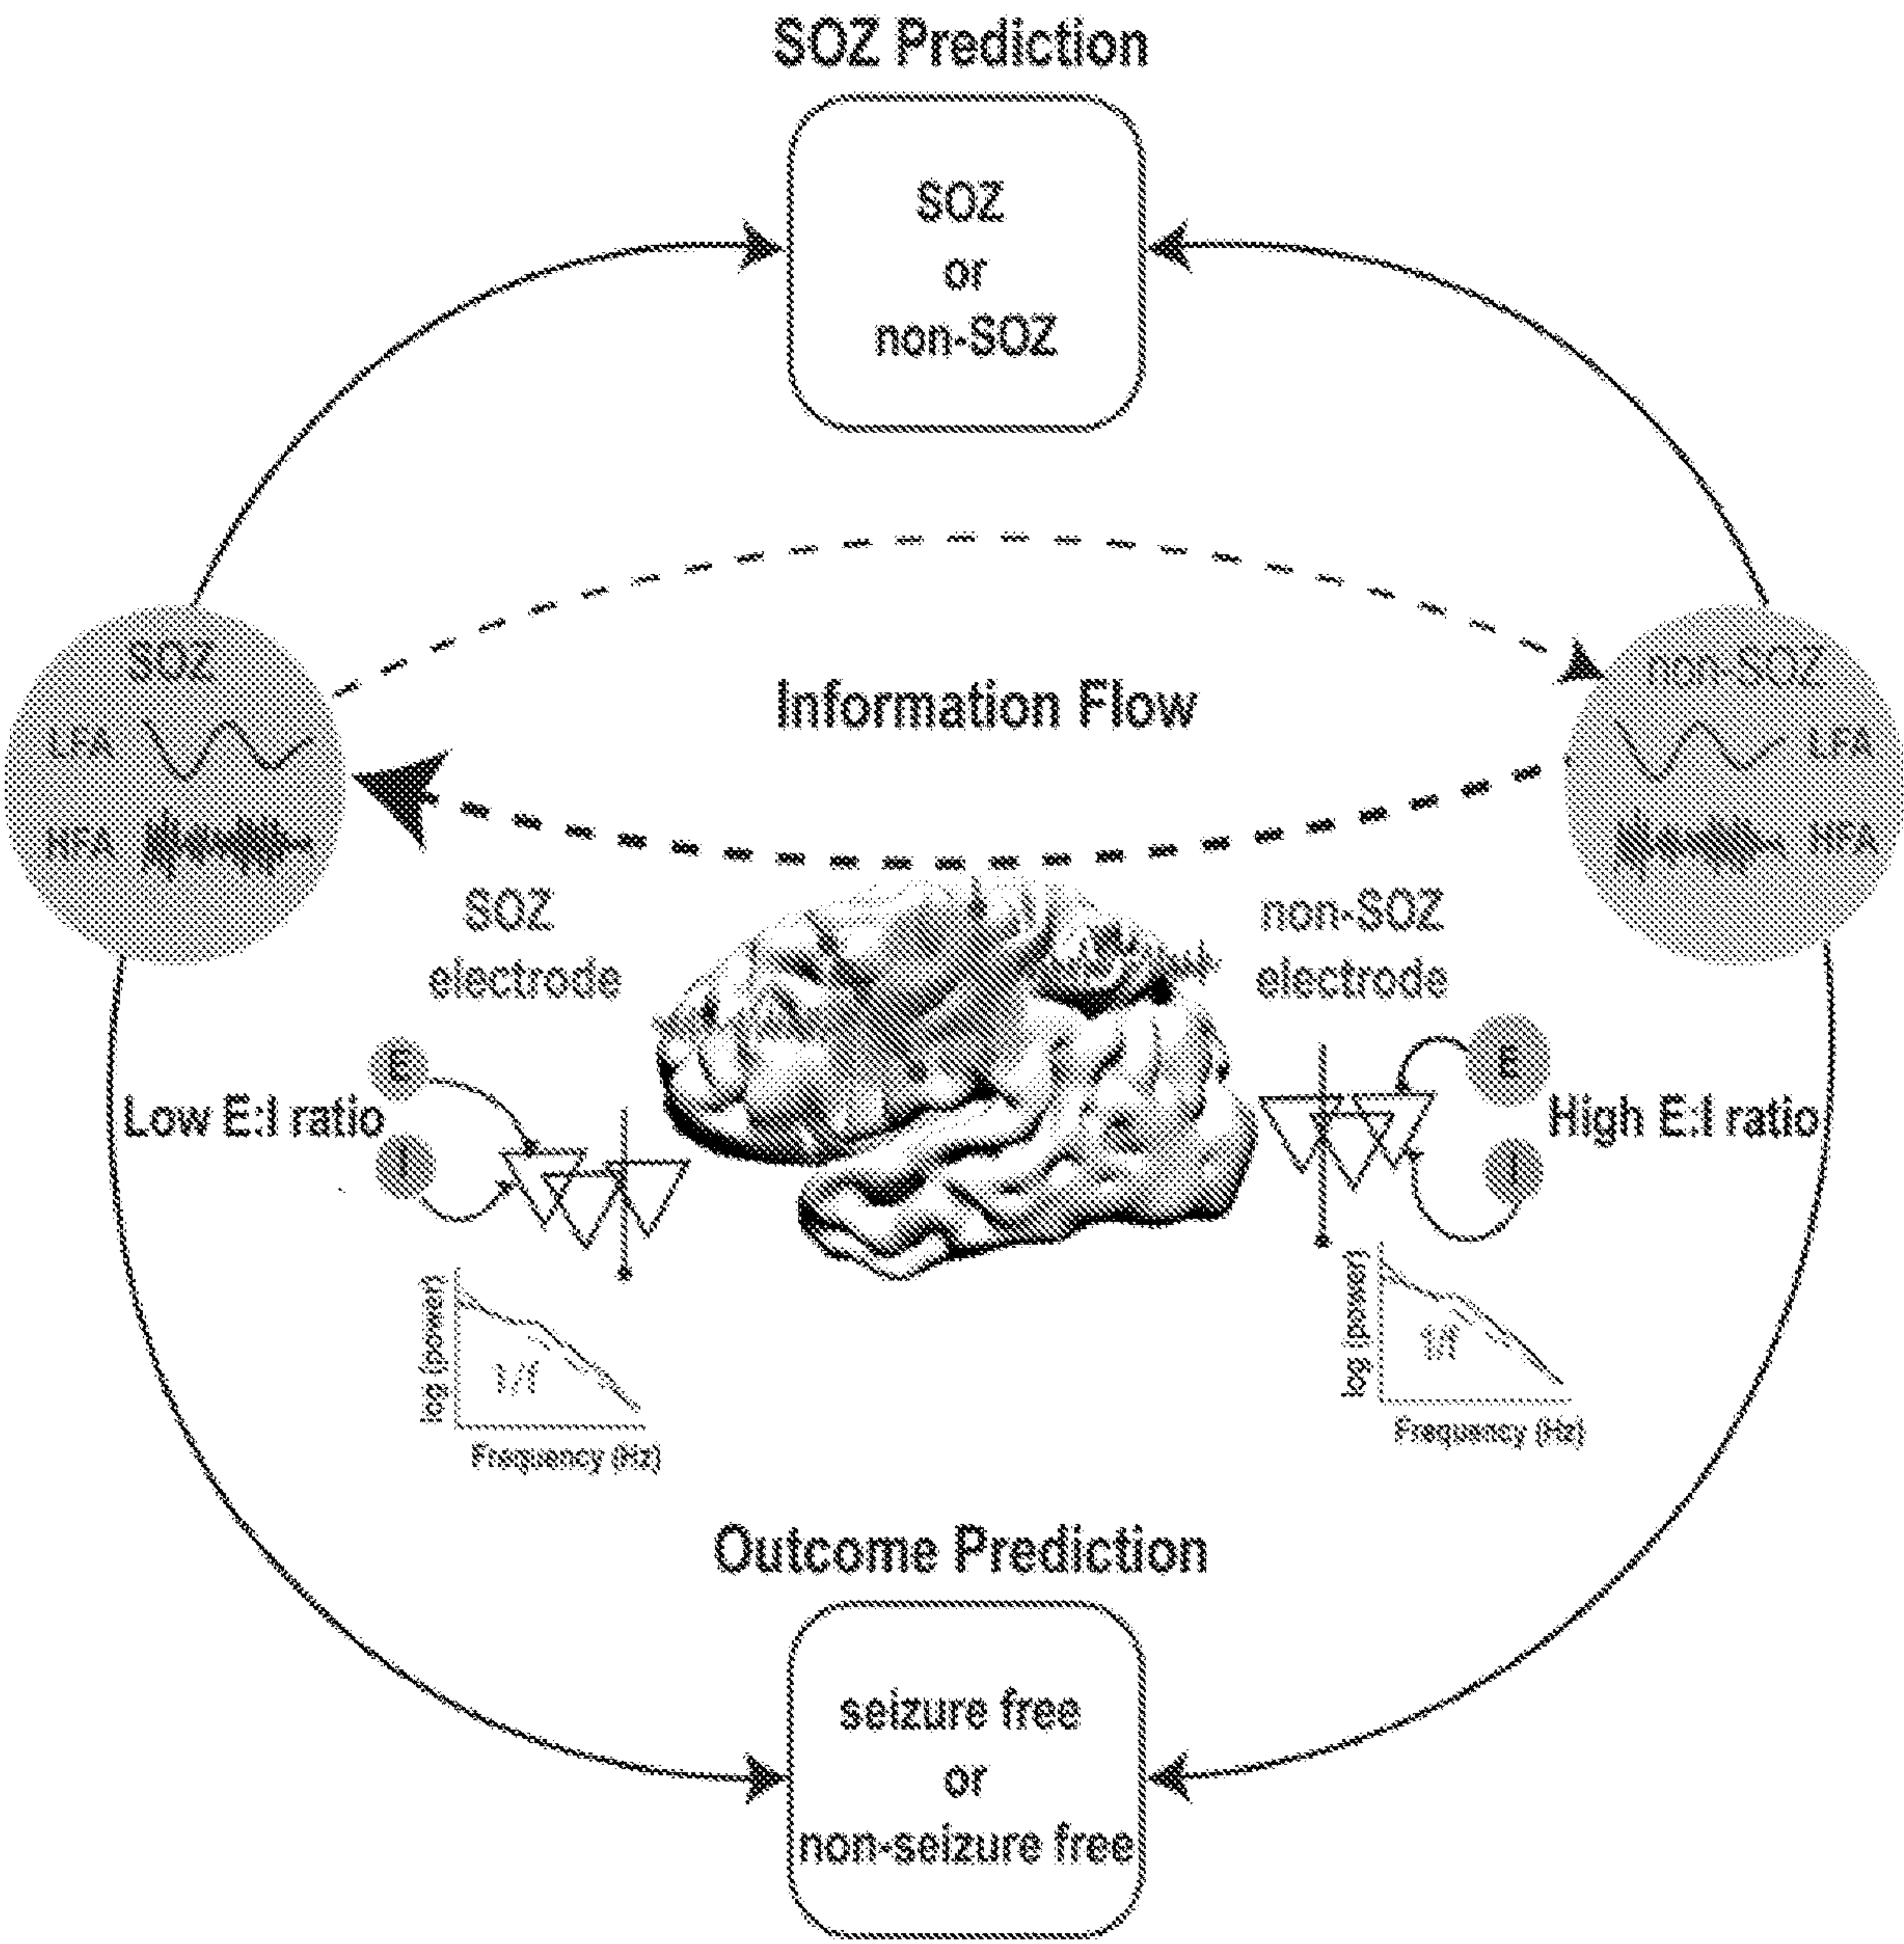 SOZ Prediction
SOZ
or
non-SOZ
SOZ
LFA
HFA
non-SOZ
LFA
HFA
Information Flow
SOZ
electrode
non-SOZ
electrode
E
Low E:I ratio
I
E
High E:I ratio
I
log (power)
1/f
Frequency (Hz)
log (power)
1/f
Frequency (Hz)
Outcome Prediction
seizure free
or
non-seizure free